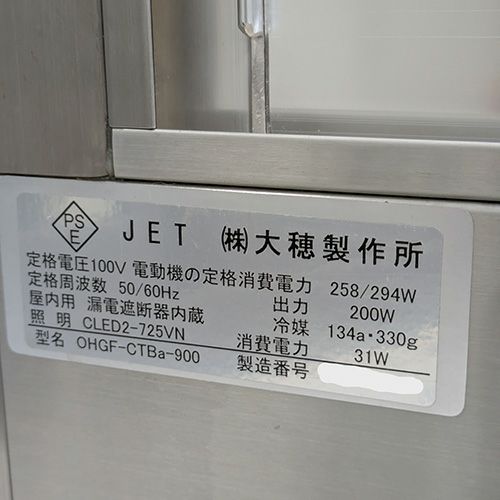 PSE JET (株)大穂製作所
定格電圧100V 電動機の定格消費電力 258/294W
定格周波数 50/60Hz 出力 200W
屋内用 漏電遮断器内蔵 冷媒 134a・330g
照明 CLED2-725VN 消費電力 31W
型名 OHGF-CTBa-900 製造番号